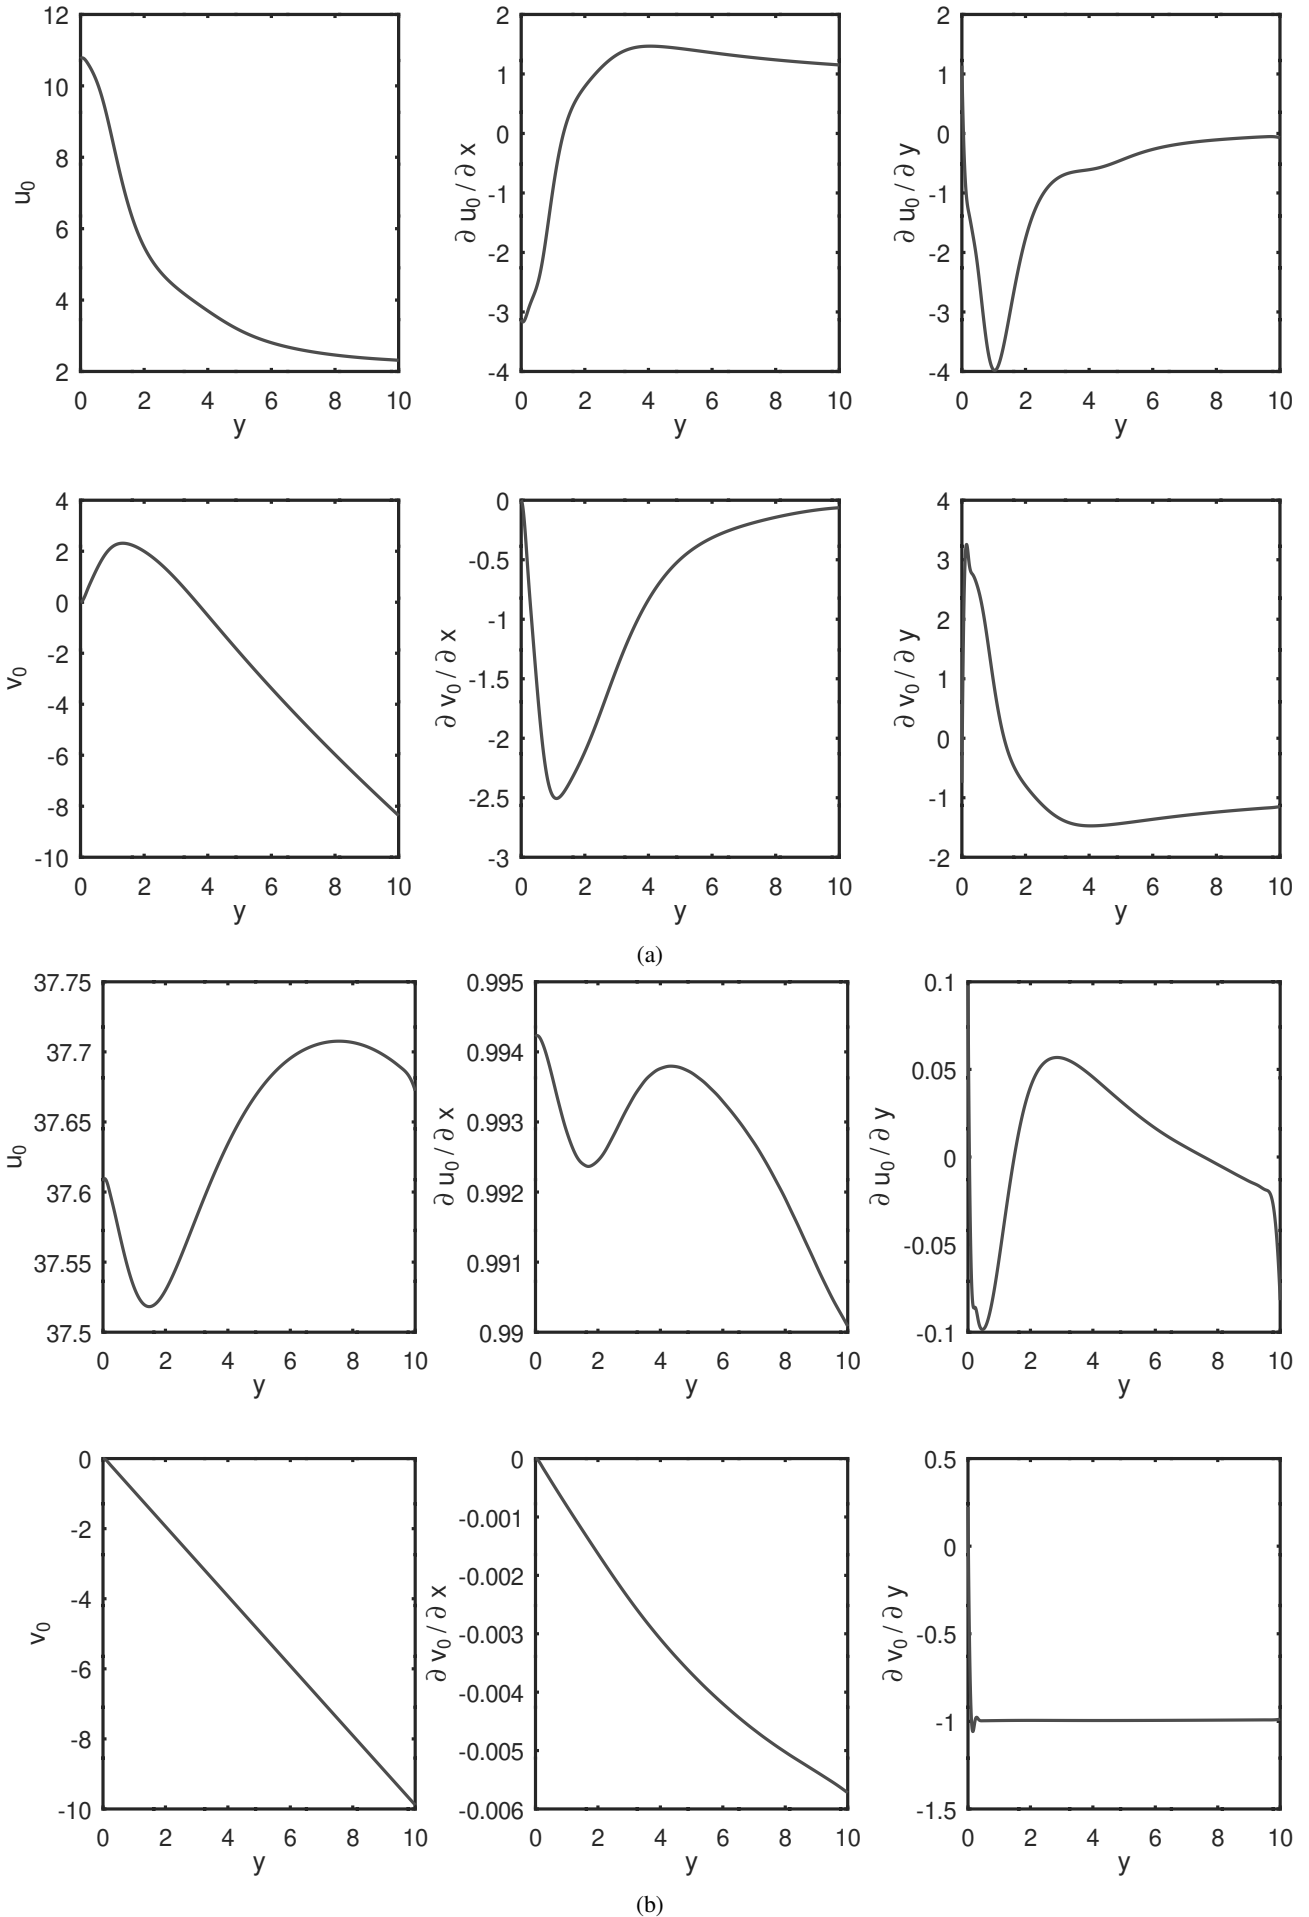 12
10
8
6
4
2
u0
0 2 4 6 8 10
y
2
1
0
-1
-2
-3
-4
∂ u0 / ∂ x
0 2 4 6 8 10
y
2
1
0
-1
-2
-3
-4
∂ u0 / ∂ y
0 2 4 6 8 10
y
4
2
0
-2
-4
-6
-8
-10
v0
0 2 4 6 8 10
y
0
-0.5
-1
-1.5
-2
-2.5
-3
∂ v0 / ∂ x
0 2 4 6 8 10
y
4
3
2
1
0
-1
-2
∂ v0 / ∂ y
0 2 4 6 8 10
y
(a)
37.75
37.7
37.65
37.6
37.55
37.5
u0
0 2 4 6 8 10
y
0.995
0.994
0.993
0.992
0.991
0.99
∂ u0 / ∂ x
0 2 4 6 8 10
y
0.1
0.05
0
-0.05
-0.1
∂ u0 / ∂ y
0 2 4 6 8 10
y
0
-2
-4
-6
-8
-10
v0
0 2 4 6 8 10
y
0
-0.001
-0.002
-0.003
-0.004
-0.005
-0.006
∂ v0 / ∂ x
0 2 4 6 8 10
y
0.5
0
-0.5
-1
-1.5
∂ v0 / ∂ y
0 2 4 6 8 10
y
(b)